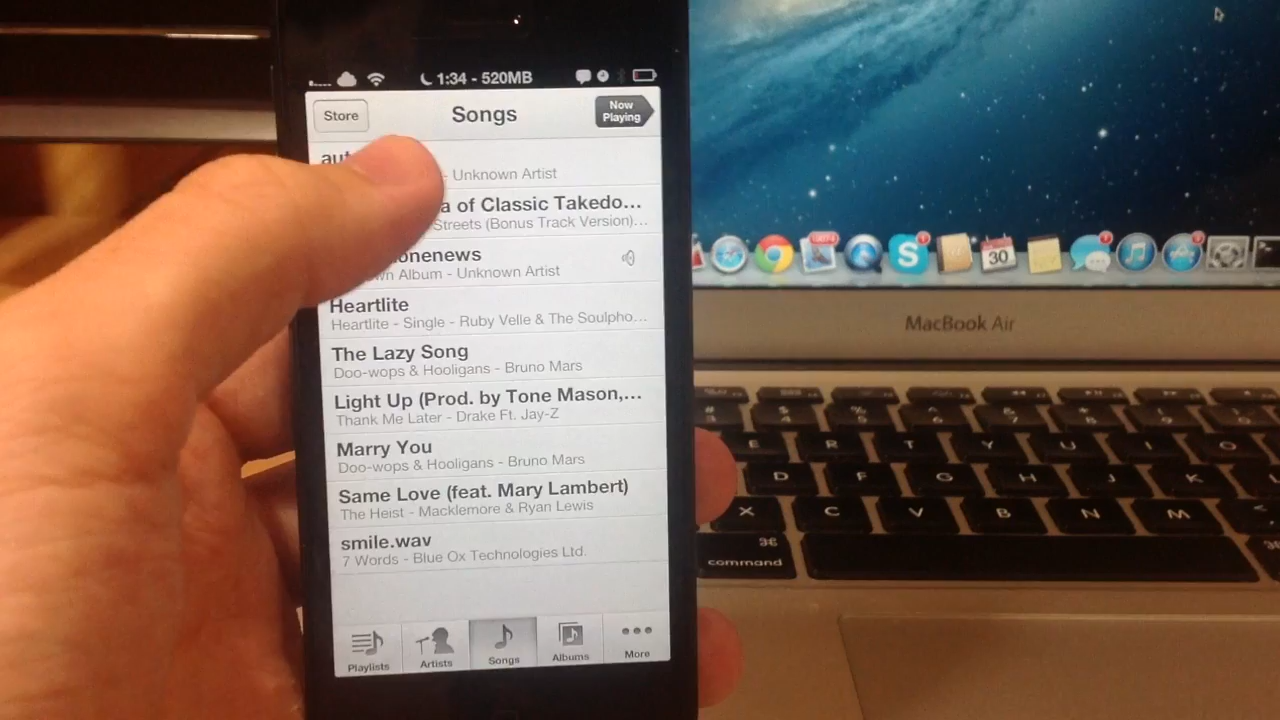 1:34 - 520MB
Store
Songs
Now
Playing
- Unknown Artist
a of Classic Takedo...
Streets (Bonus Track Version)...
onenews
Album - Unknown Artist
Heartlite
Heartlite - Single - Ruby Velle & The Soulpho...
The Lazy Song
Doo-wops & Hooligans - Bruno Mars
Light Up (Prod. by Tone Mason,...
Thank Me Later - Drake Ft. Jay-Z
Marry You
Doo-wops & Hooligans - Bruno Mars
Same Love (feat. Mary Lambert)
The Heist - Macklemore & Ryan Lewis
smile.wav
7 Words - Blue Ox Technologies Ltd.
Playlists
Artists
Songs
Albums
More
30
MacBook Air
E R T Y U I O
D F G H J K
X C V B N M
⌘
command